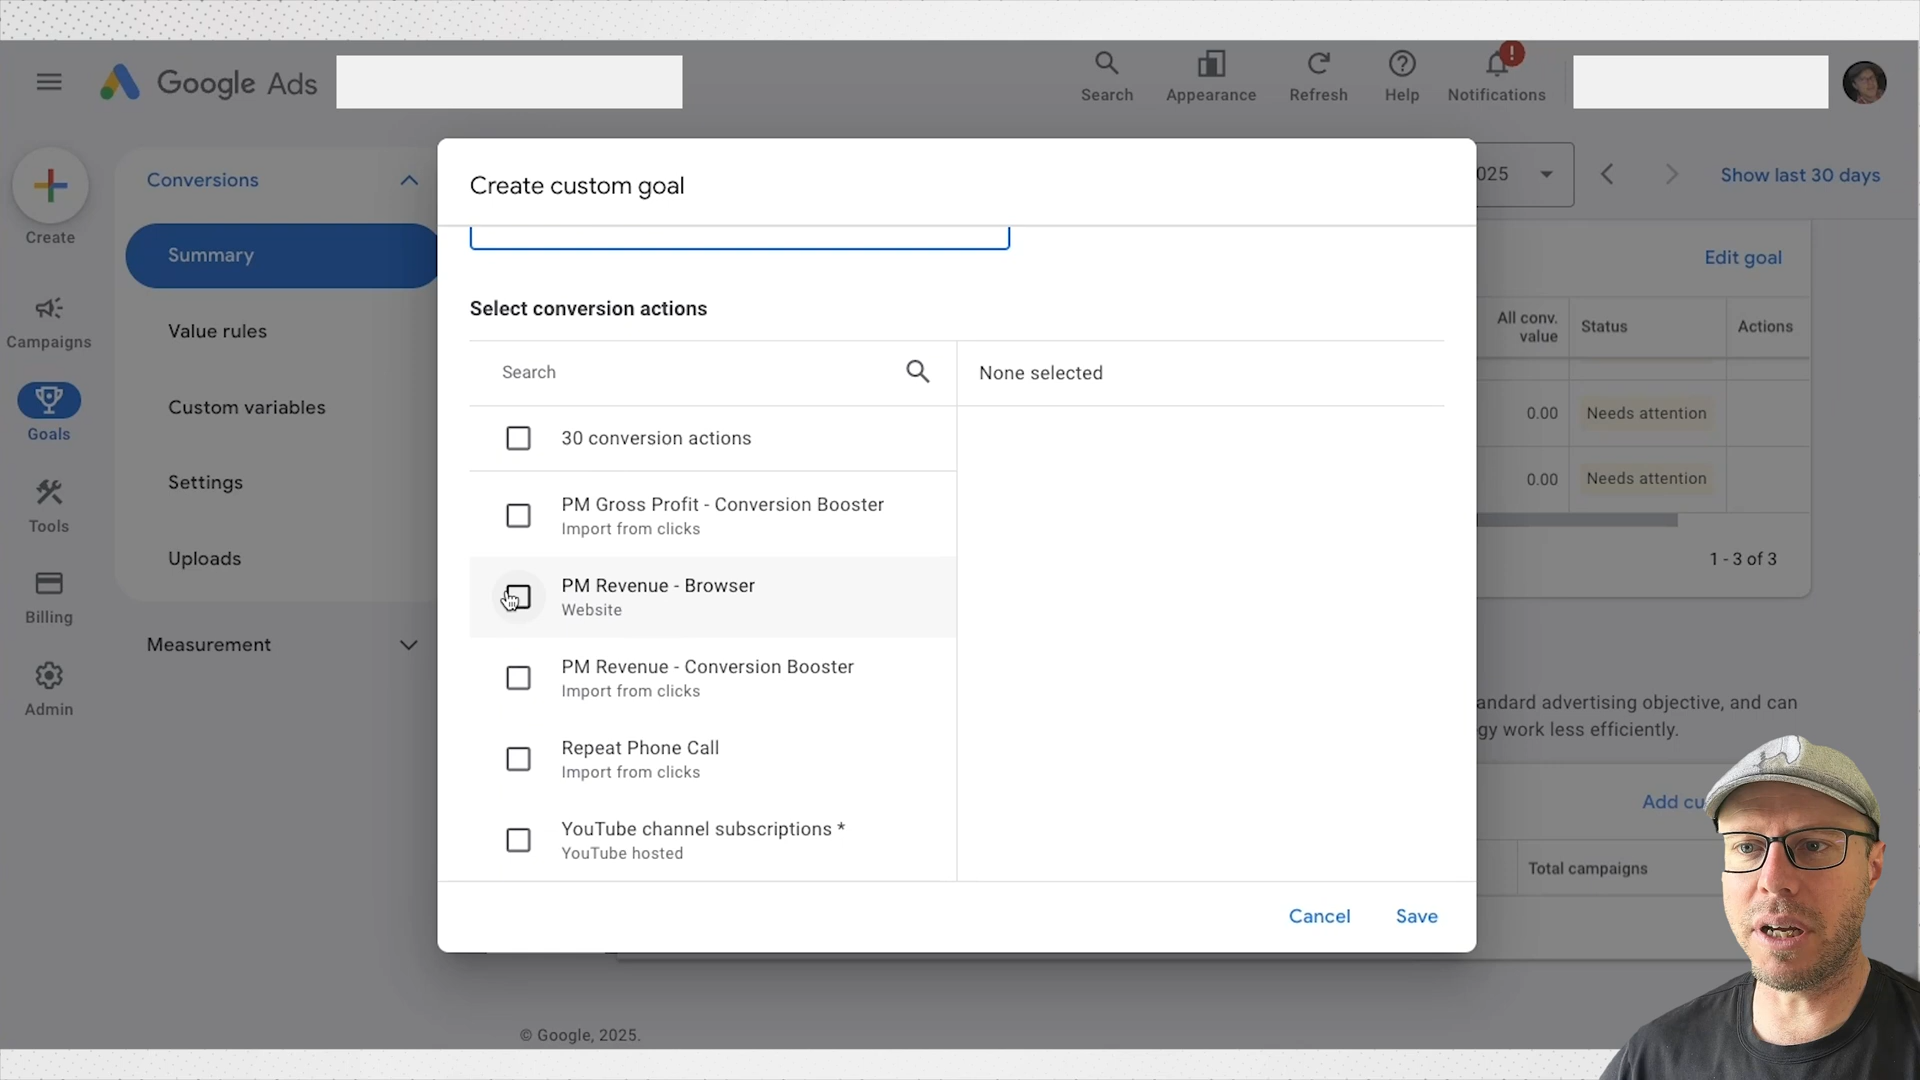 Google Ads
Search
Appearance
Refresh
Help
!
Notifications
Create
Campaigns
Goals
Tools
Billing
Admin
Conversions
Summary
Value rules
Custom variables
Settings
Uploads
Measurement
Create custom goal
Select conversion actions
Search
None selected
30 conversion actions
PM Gross Profit - Conversion Booster
Import from clicks
PM Revenue - Browser
Website
PM Revenue - Conversion Booster
Import from clicks
Repeat Phone Call
Import from clicks
YouTube channel subscriptions *
YouTube hosted
Cancel
Save
025
Show last 30 days
Edit goal
All conv.
value
Status
Actions
0.00
Needs attention
0.00
Needs attention
1 - 3 of 3
andard advertising objective, and can
gy work less efficiently.
Add cu
Total campaigns
© Google, 2025.